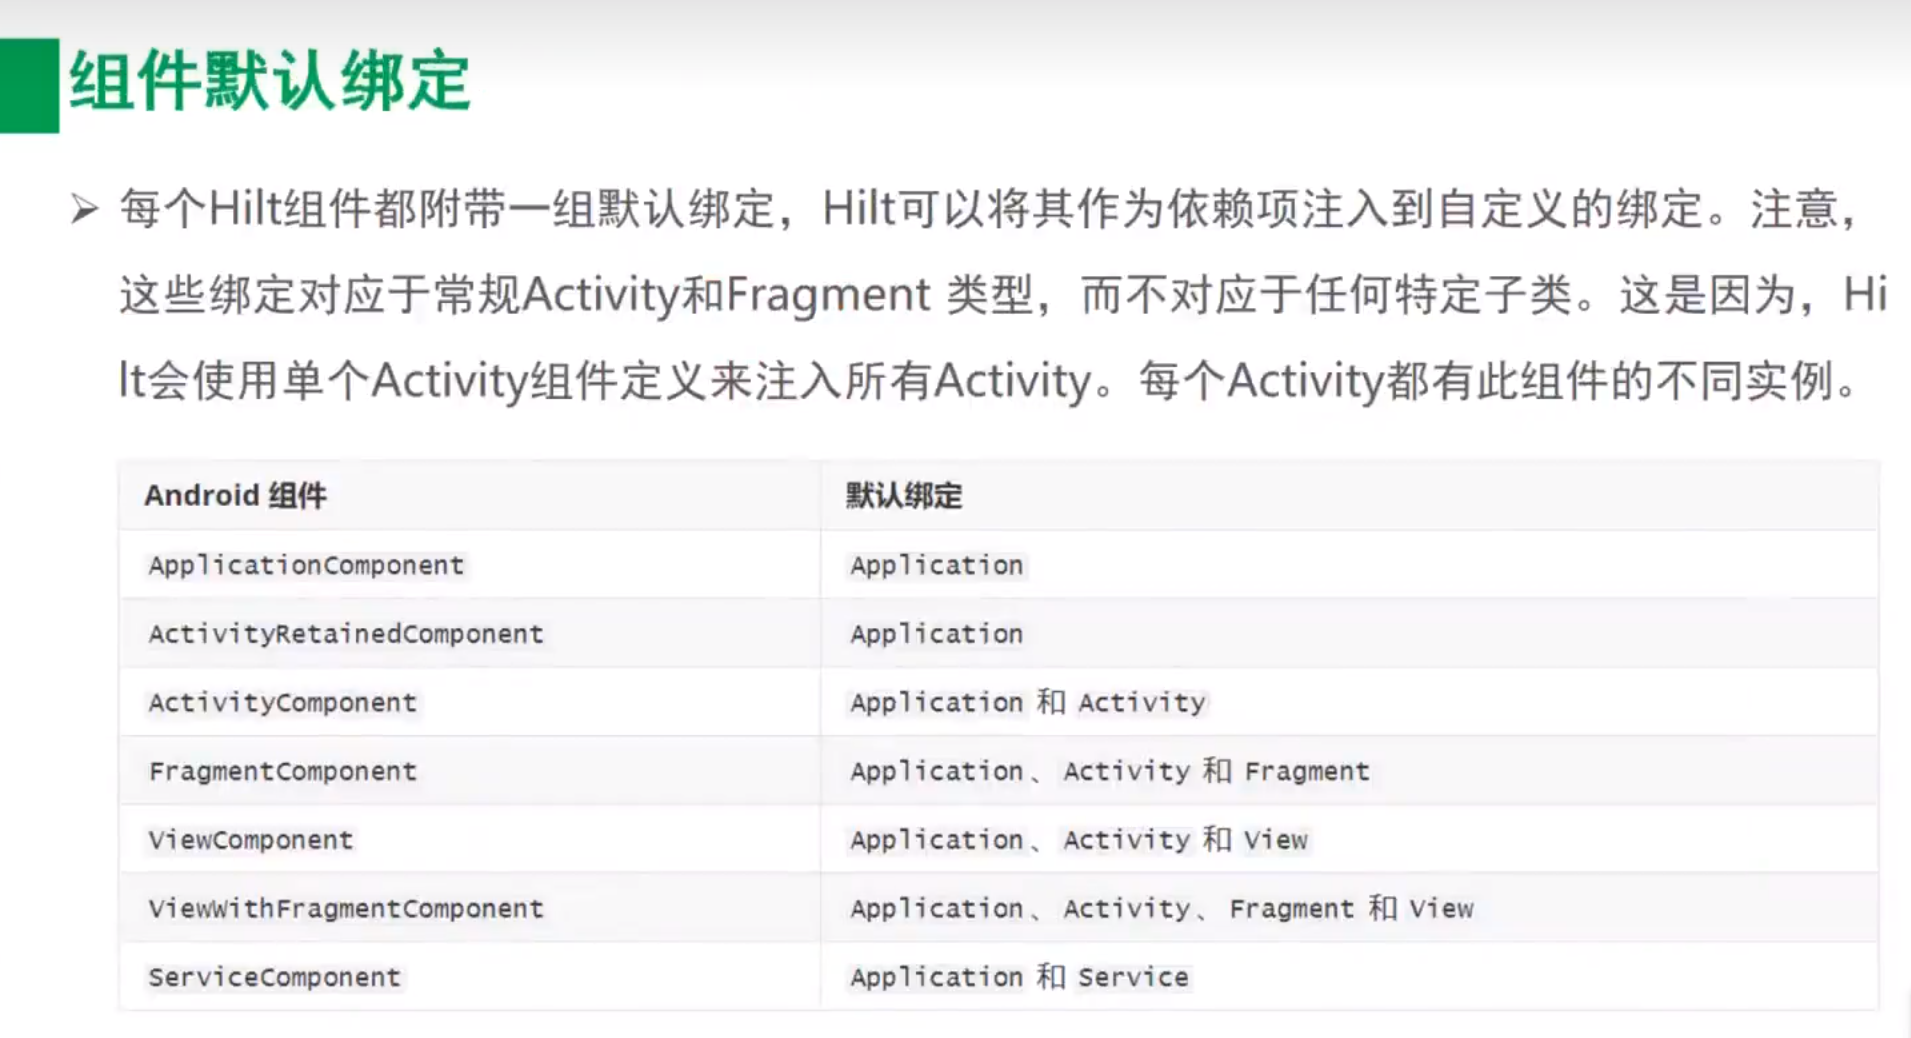 组件默认绑定
每个Hilt组件都附带一组默认绑定，Hilt可以将其作为依赖项注入到自定义的绑定。注意，
这些绑定对应于常规Activity和Fragment 类型，而不对应于任何特定子类。这是因为，Hi
lt会使用单个Activity组件定义来注入所有Activity。每个Activity都有此组件的不同实例。
Android 组件 默认绑定
ApplicationComponent Application
ActivityRetainedComponent Application
ActivityComponent Application 和 Activity
FragmentComponent Application、 Activity 和 Fragment
ViewComponent Application、 Activity 和 View
ViewWithFragmentComponent Application、 Activity、 Fragment 和 View
ServiceComponent Application 和 Service